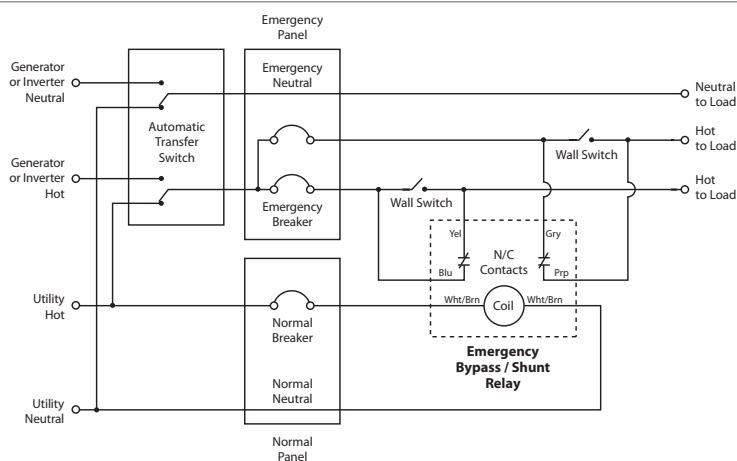 Emergency
Panel
Generator
or Inverter
Neutral
Emergency
Neutral
Neutral
to Load
Automatic
Transfer
Switch
Hot
to Load
Wall Switch
Generator
or Inverter
Hot
Emergency
Breaker
Wall Switch
Hot
to Load
Yel
Gry
N/C
Contacts
Blu
Prp
Utility
Hot
Wht/Brn
Coil
Wht/Brn
Normal
Breaker
Emergency
Bypass / Shunt
Relay
Normal
Neutral
Utility
Neutral
Normal
Panel